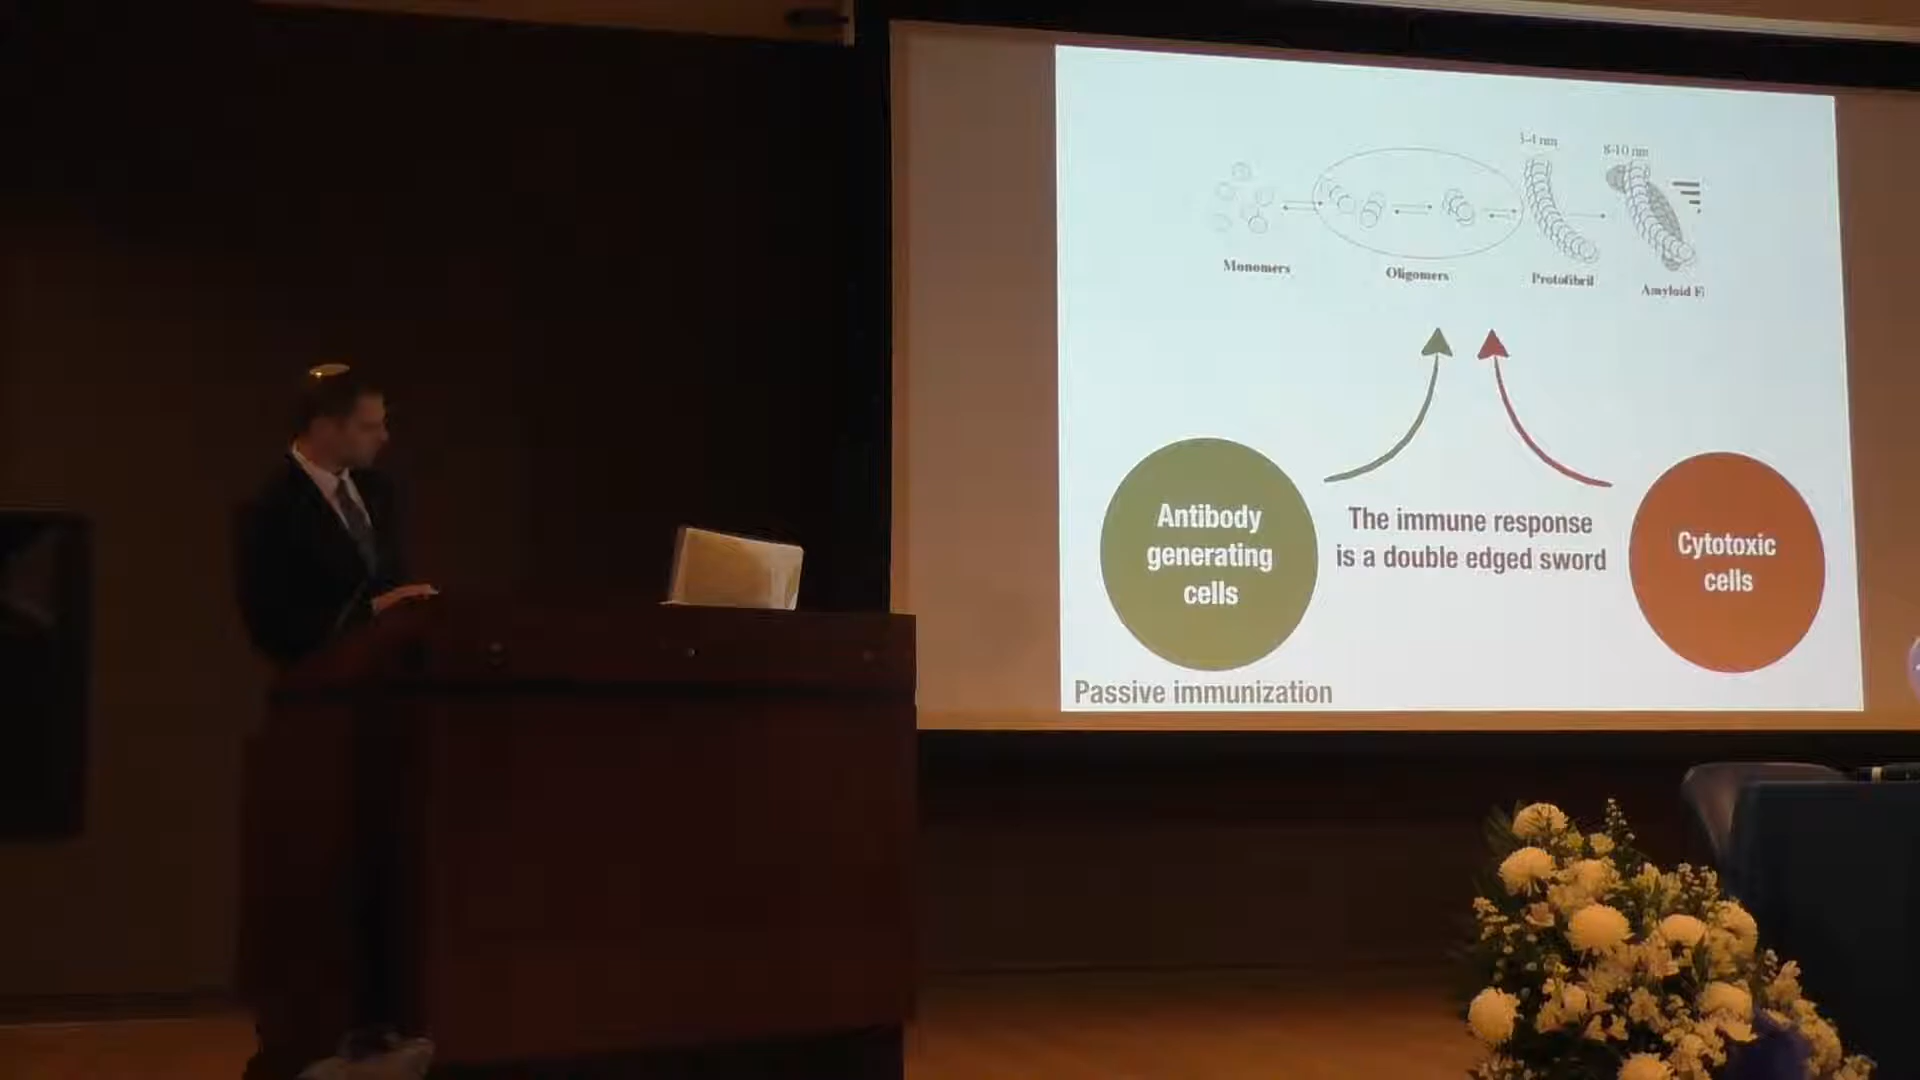 3-4 nm
8-10 nm
Monomers
Oligomers
Protofibril
Amyloid Fi
Antibody
generating
cells
The immune response
is a double edged sword
Cytotoxic
cells
Passive immunization